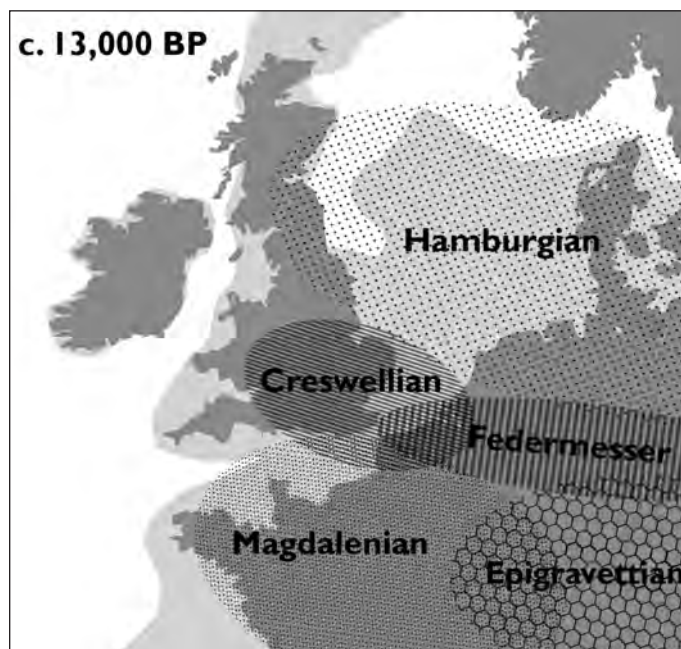 c. 13,000 BP
Hamburgian
Creswellian
Federmesser
Magdalenian
Epigravettian